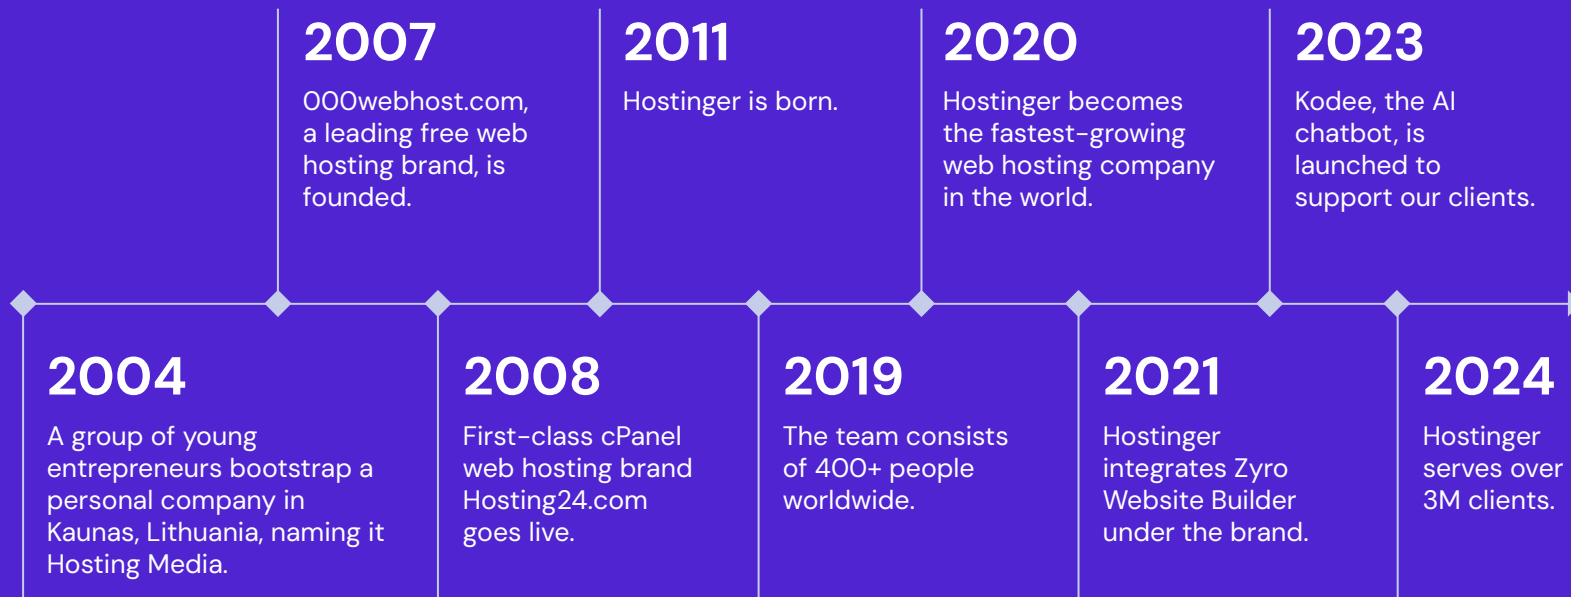 2007
000webhost.com,
a leading free web
hosting brand, is
founded.
2011
Hostinger is born.
2020
Hostinger becomes
the fastest-growing
web hosting company
in the world.
2023
Kodee, the AI
chatbot, is
launched to
support our clients.
2004
A group of young
entrepreneurs bootstrap a
personal company in
Kaunas, Lithuania, naming it
Hosting Media.
2008
First-class cPanel
web hosting brand
Hosting24.com
goes live.
2019
The team consists
of 400+ people
worldwide.
2021
Hostinger
integrates Zyro
Website Builder
under the brand.
2024
Hostinger
serves over
3M clients.